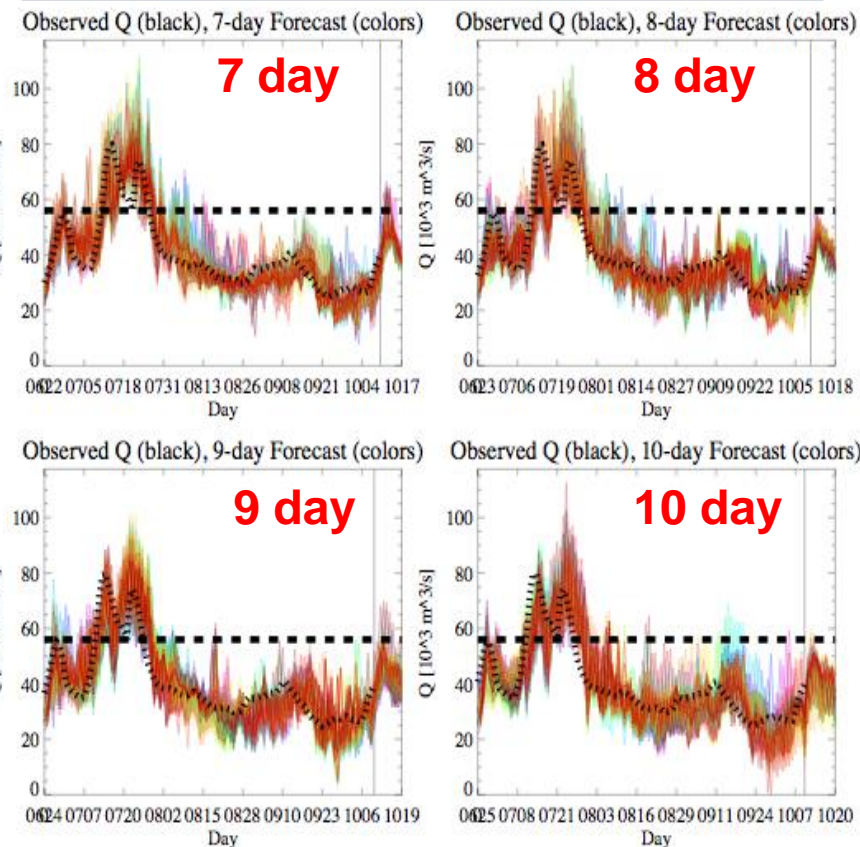 Observed Q (black), 7-day Forecast (colors)
7 day
100
80
60
40
20
0
0705 0718 0731 0813 0826 0908 0921 1004 1017
Day
Observed Q (black), 8-day Forecast (colors)
8 day
Q [10^3 m^3/s]
100
80
60
40
20
0
0706 0719 0801 0814 0827 0909 0922 1005 1018
Day
Observed Q (black), 9-day Forecast (colors)
9 day
100
80
60
40
20
0
0707 0720 0802 0815 0828 0910 0923 1006 1019
Day
Observed Q (black), 10-day Forecast (colors)
10 day
Q [10^3 m^3/s]
100
80
60
40
20
0
0708 0721 0803 0816 0829 0911 0924 1007 1020
Day